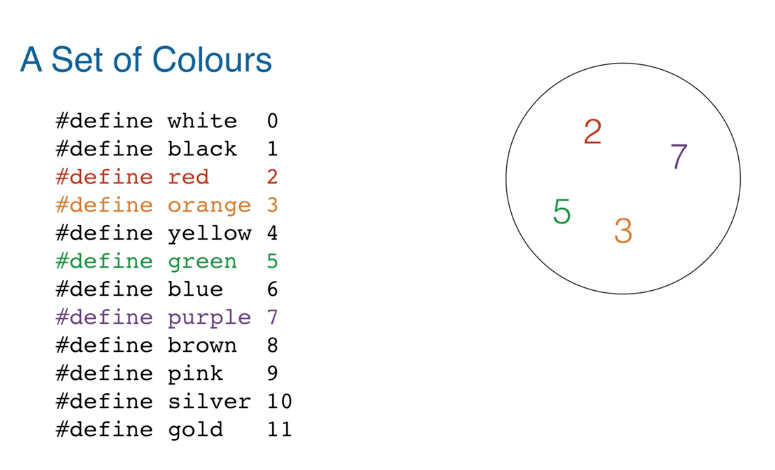 A Set of Colours
#define white 0
#define black 1
#define red 2
#define orange 3
#define yellow 4
#define green 5
#define blue 6
#define purple 7
#define brown 8
#define pink 9
#define silver 10
#define gold 11
2
7
5
3